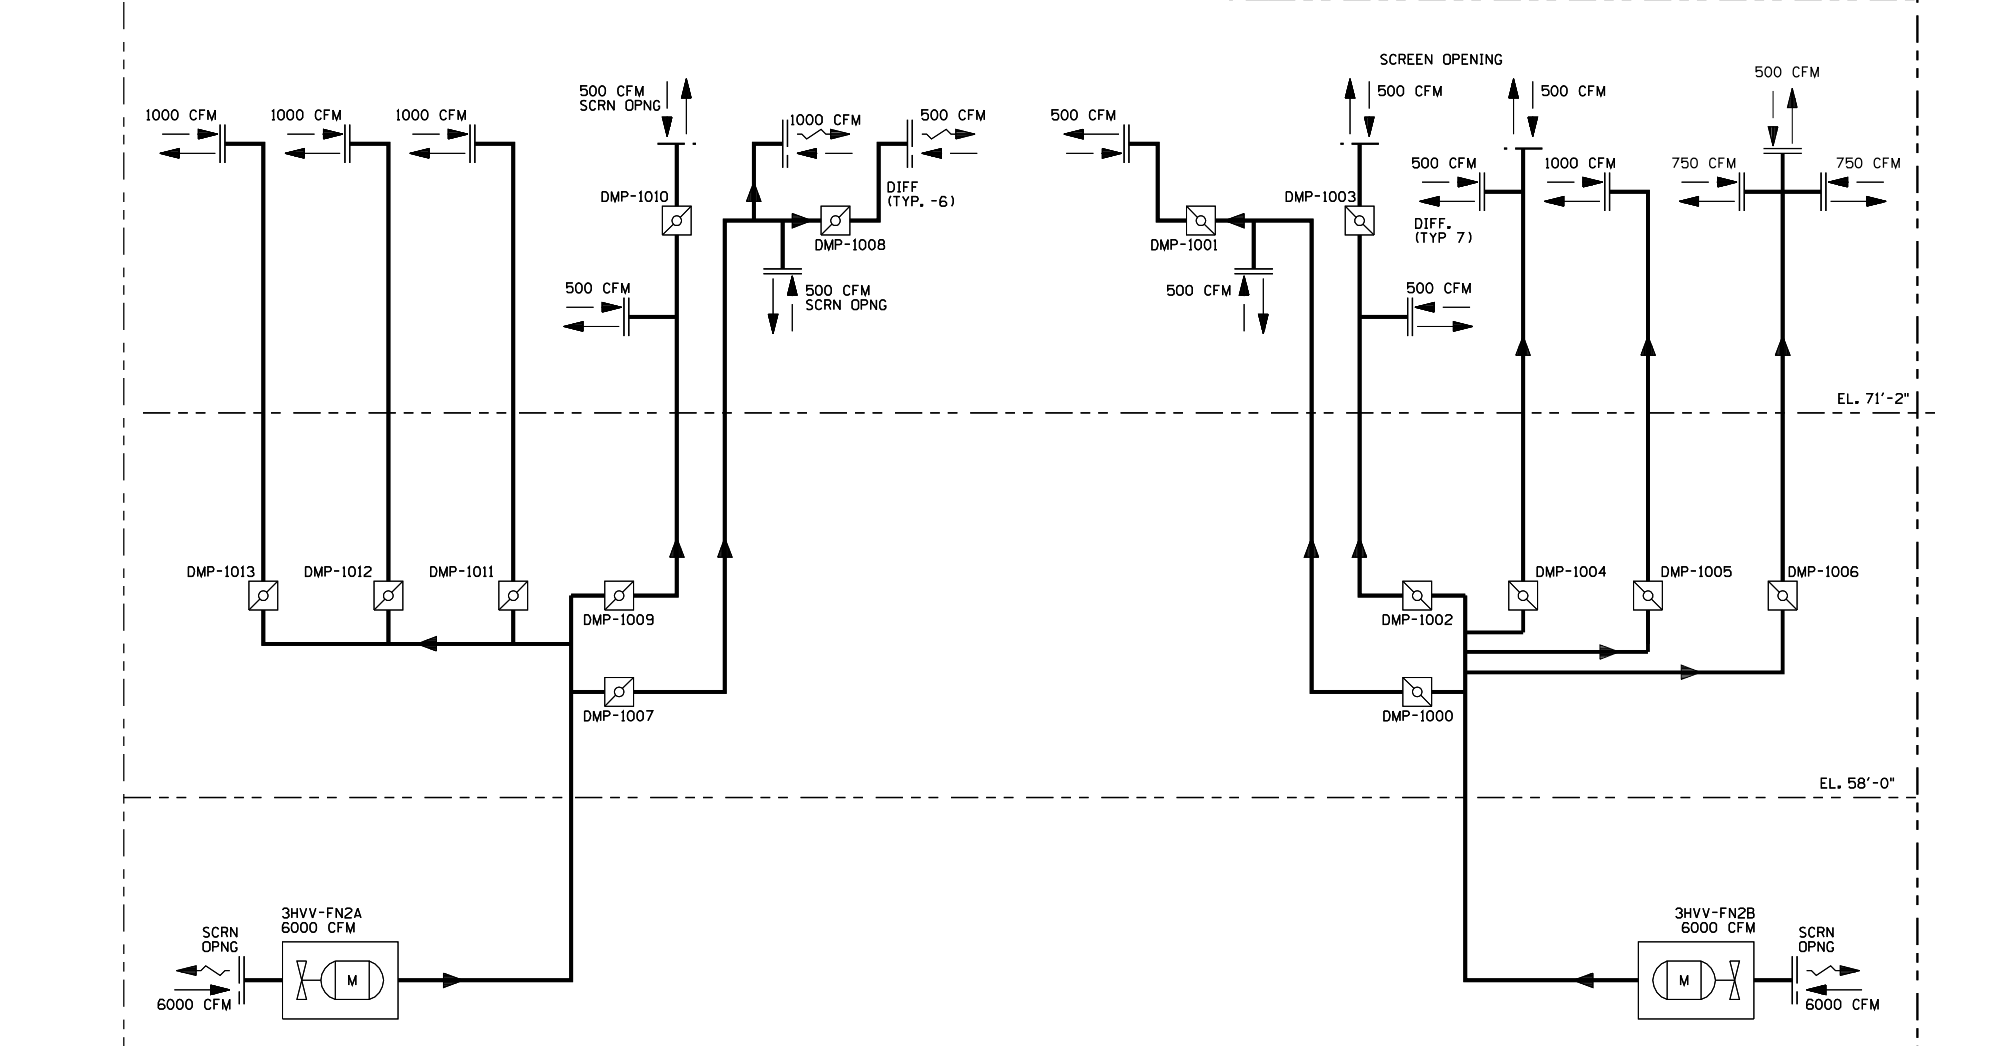 SCREEN OPENING
500 CFM
500 CFM
SCRN OPNG
500 CFM
500 CFM
1000 CFM
1000 CFM
1000 CFM
1000 CFM
500 CFM
500 CFM
500 CFM
1000 CFM
750 CFM
750 CFM
DMP-1010
DIFF
(TYP. -6)
DMP-1003
DIFF.
(TYP 7)
DMP-1008
DMP-1001
500 CFM
500 CFM
SCRN OPNG
500 CFM
500 CFM
EL. 71'-2"
DMP-1013
DMP-1012
DMP-1011
DMP-1004
DMP-1005
DMP-1006
DMP-1009
DMP-1002
DMP-1007
DMP-1000
EL. 58'-0"
3HVV-FN2A
6000 CFM
3HVV-FN2B
6000 CFM
SCRN
OPNG
SCRN
OPNG
M
M
6000 CFM
6000 CFM